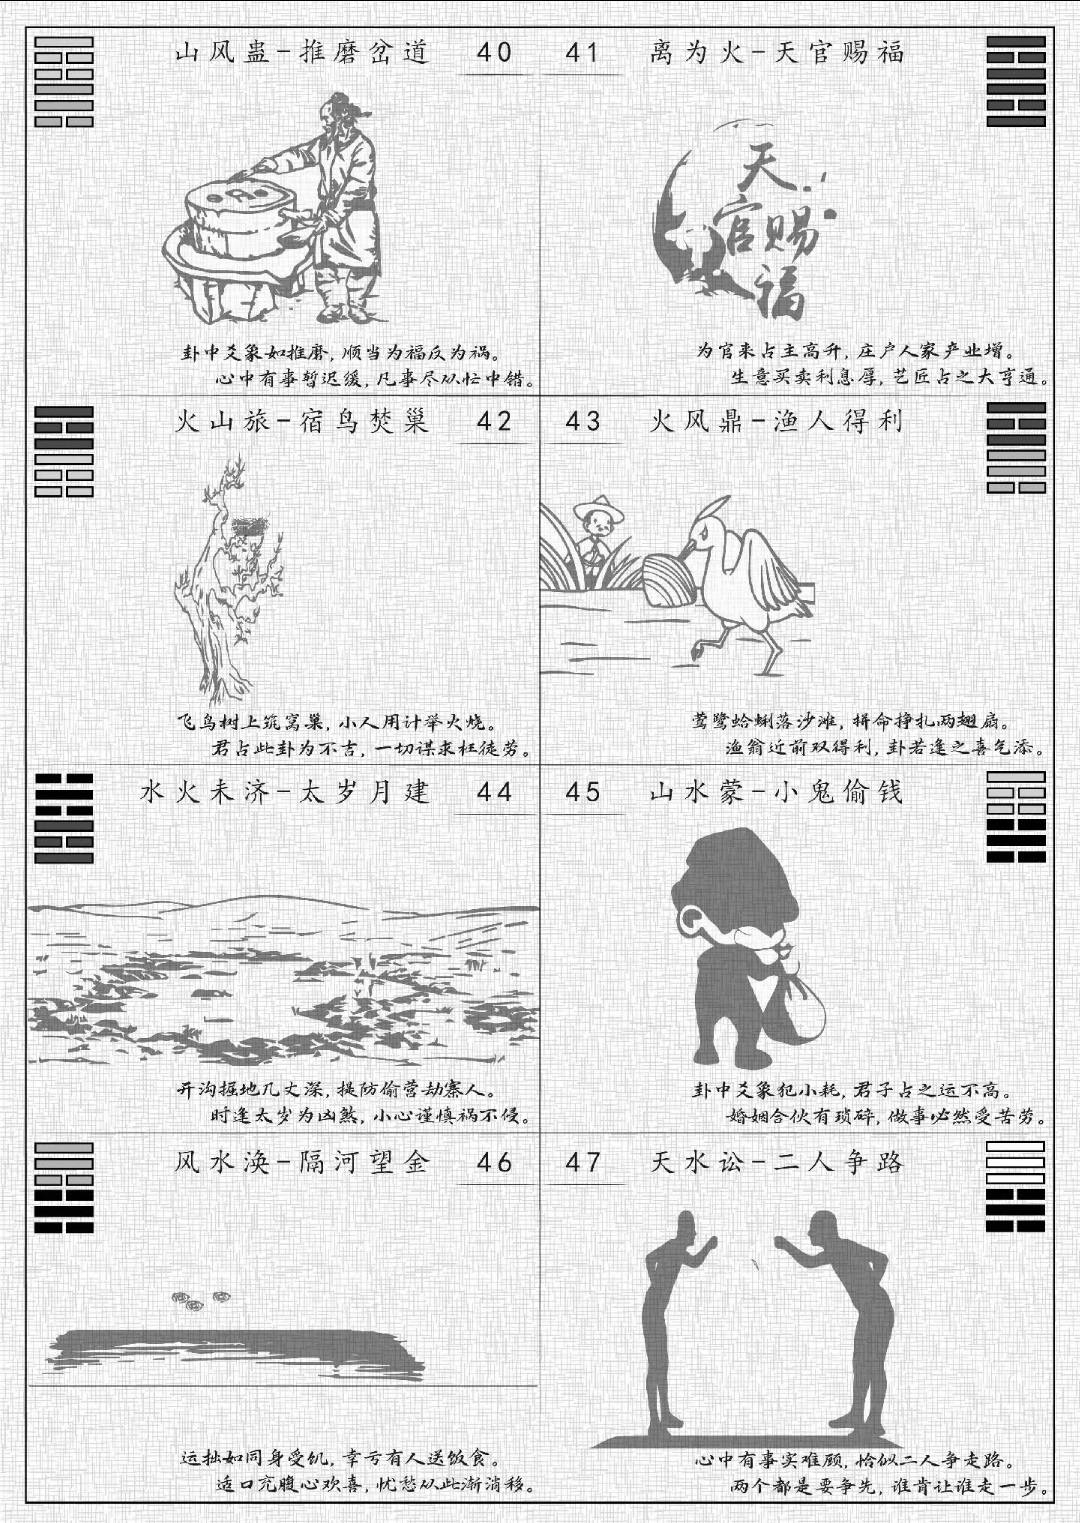 山风蛊-推磨岔道 40
卦中爻象如推磨，顺当为福反为祸。
心中有事暂迟缓，凡事尽从忙中错。
41 离为火-天官赐福
天
官赐
福
为官来占主高升，庄户人家产业增。
生意买卖利息厚，艺匠占之大亨通。
火山旅-宿鸟焚巢 42
飞鸟树上筑窝巢，小人用计举火烧。
君占此卦为不吉，一切谋求枉徒劳。
43 火风鼎-渔人得利
莺鹭蛤蜊落沙滩，拼命挣扎两翅扇。
渔翁近前双得利，卦若逢之喜气添。
水火未济-太岁月建 44
开沟掘地几丈深，提防偷营劫寨人。
时逢太岁为凶煞，小心谨慎祸不侵。
45 山水蒙-小鬼偷钱
卦中爻象犯小耗，君子占之运不高。
婚姻合伙有琐碎，做事必然受苦劳。
风水涣-隔河望金 46
运拙如同身受饥，幸亏有人送饭食。
适口充腹心欢喜，忧愁从此渐消移。
47 天水讼-二人争路
心中有事实难顾，恰似二人争走路。
两个都是要争先，谁肯让谁走一步。